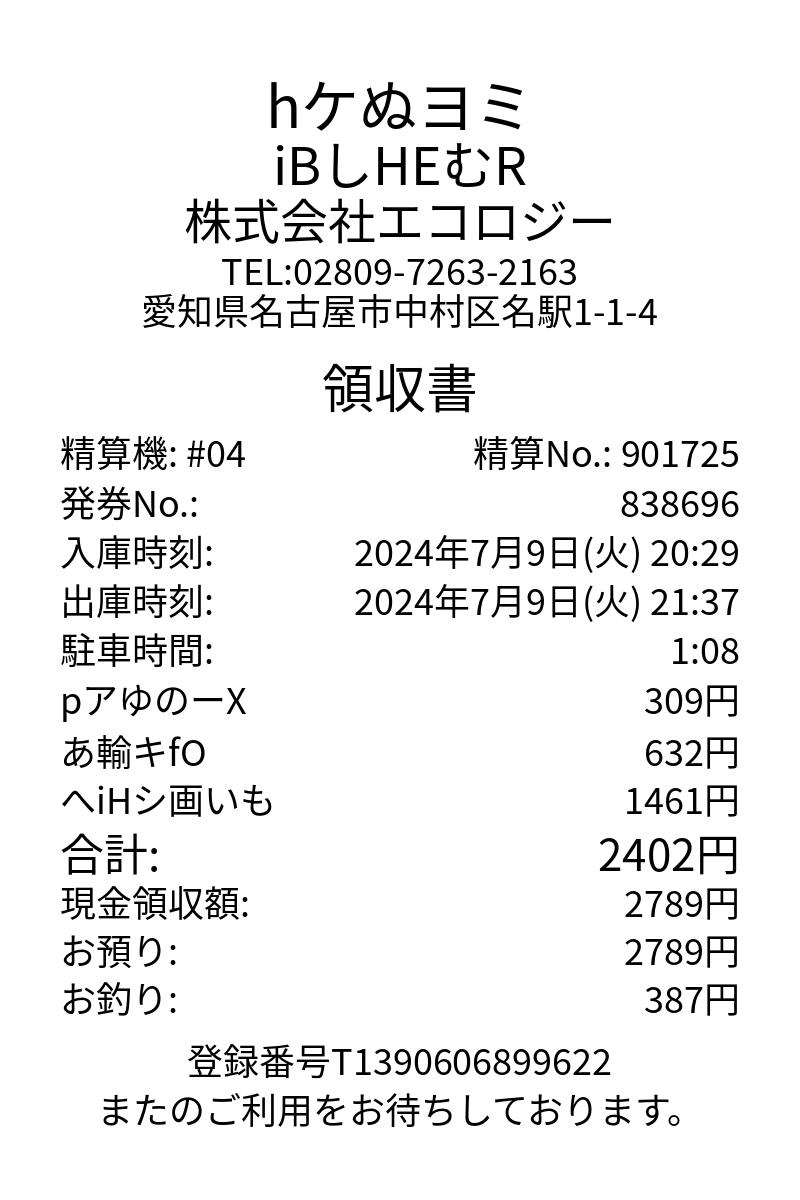 hケぬヨミ
iBしHEむR
株式会社エコロジー
TEL:02809-7263-2163
愛知県名古屋市中村区名駅1-1-4
領収書
精算機: #04 精算No.: 901725
発券No.: 838696
入庫時刻: 2024年7月9日(火) 20:29
出庫時刻: 2024年7月9日(火) 21:37
駐車時間: 1:08
pアゆのーX 309円
あ輸キfO 632円
へiHシ画いも 1461円
合計: 2402円
現金領収額: 2789円
お預り: 2789円
お釣り: 387円
登録番号T1390606899622
またのご利用をお待ちしております。